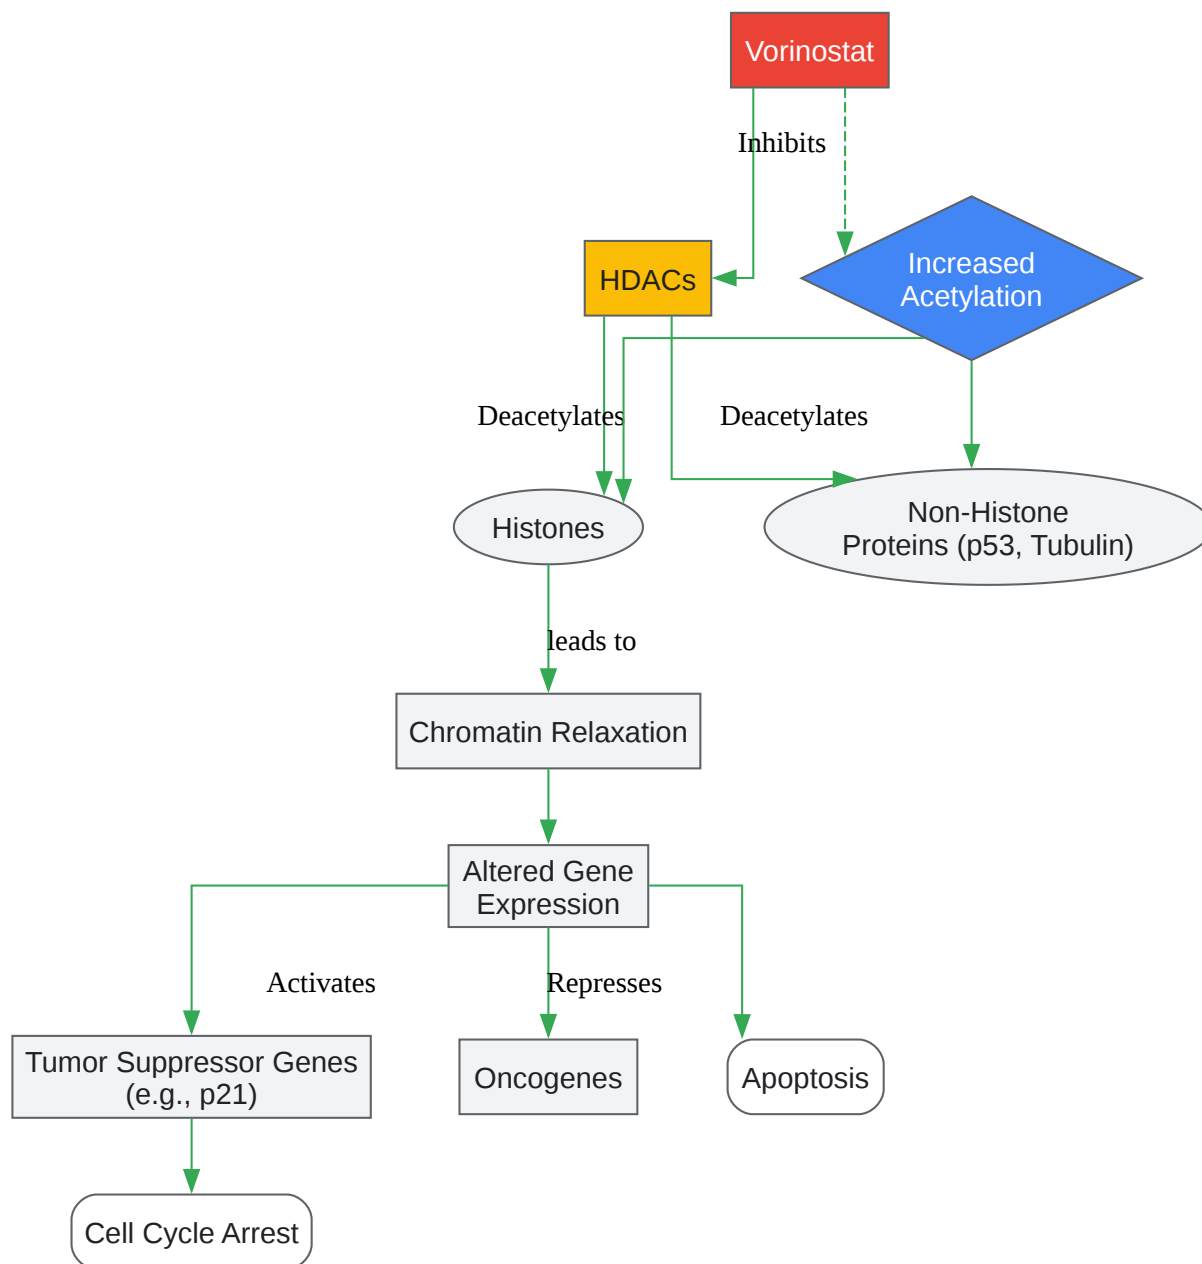 Vorinostat
Inhibits
HDACs
Increased
Acetylation
Deacetylates
Deacetylates
Histones
Non-Histone
Proteins (p53, Tubulin)
leads to
Chromatin Relaxation
Altered Gene
Expression
Activates
Represses
Tumor Suppressor Genes
(e.g., p21)
Oncogenes
Apoptosis
Cell Cycle Arrest